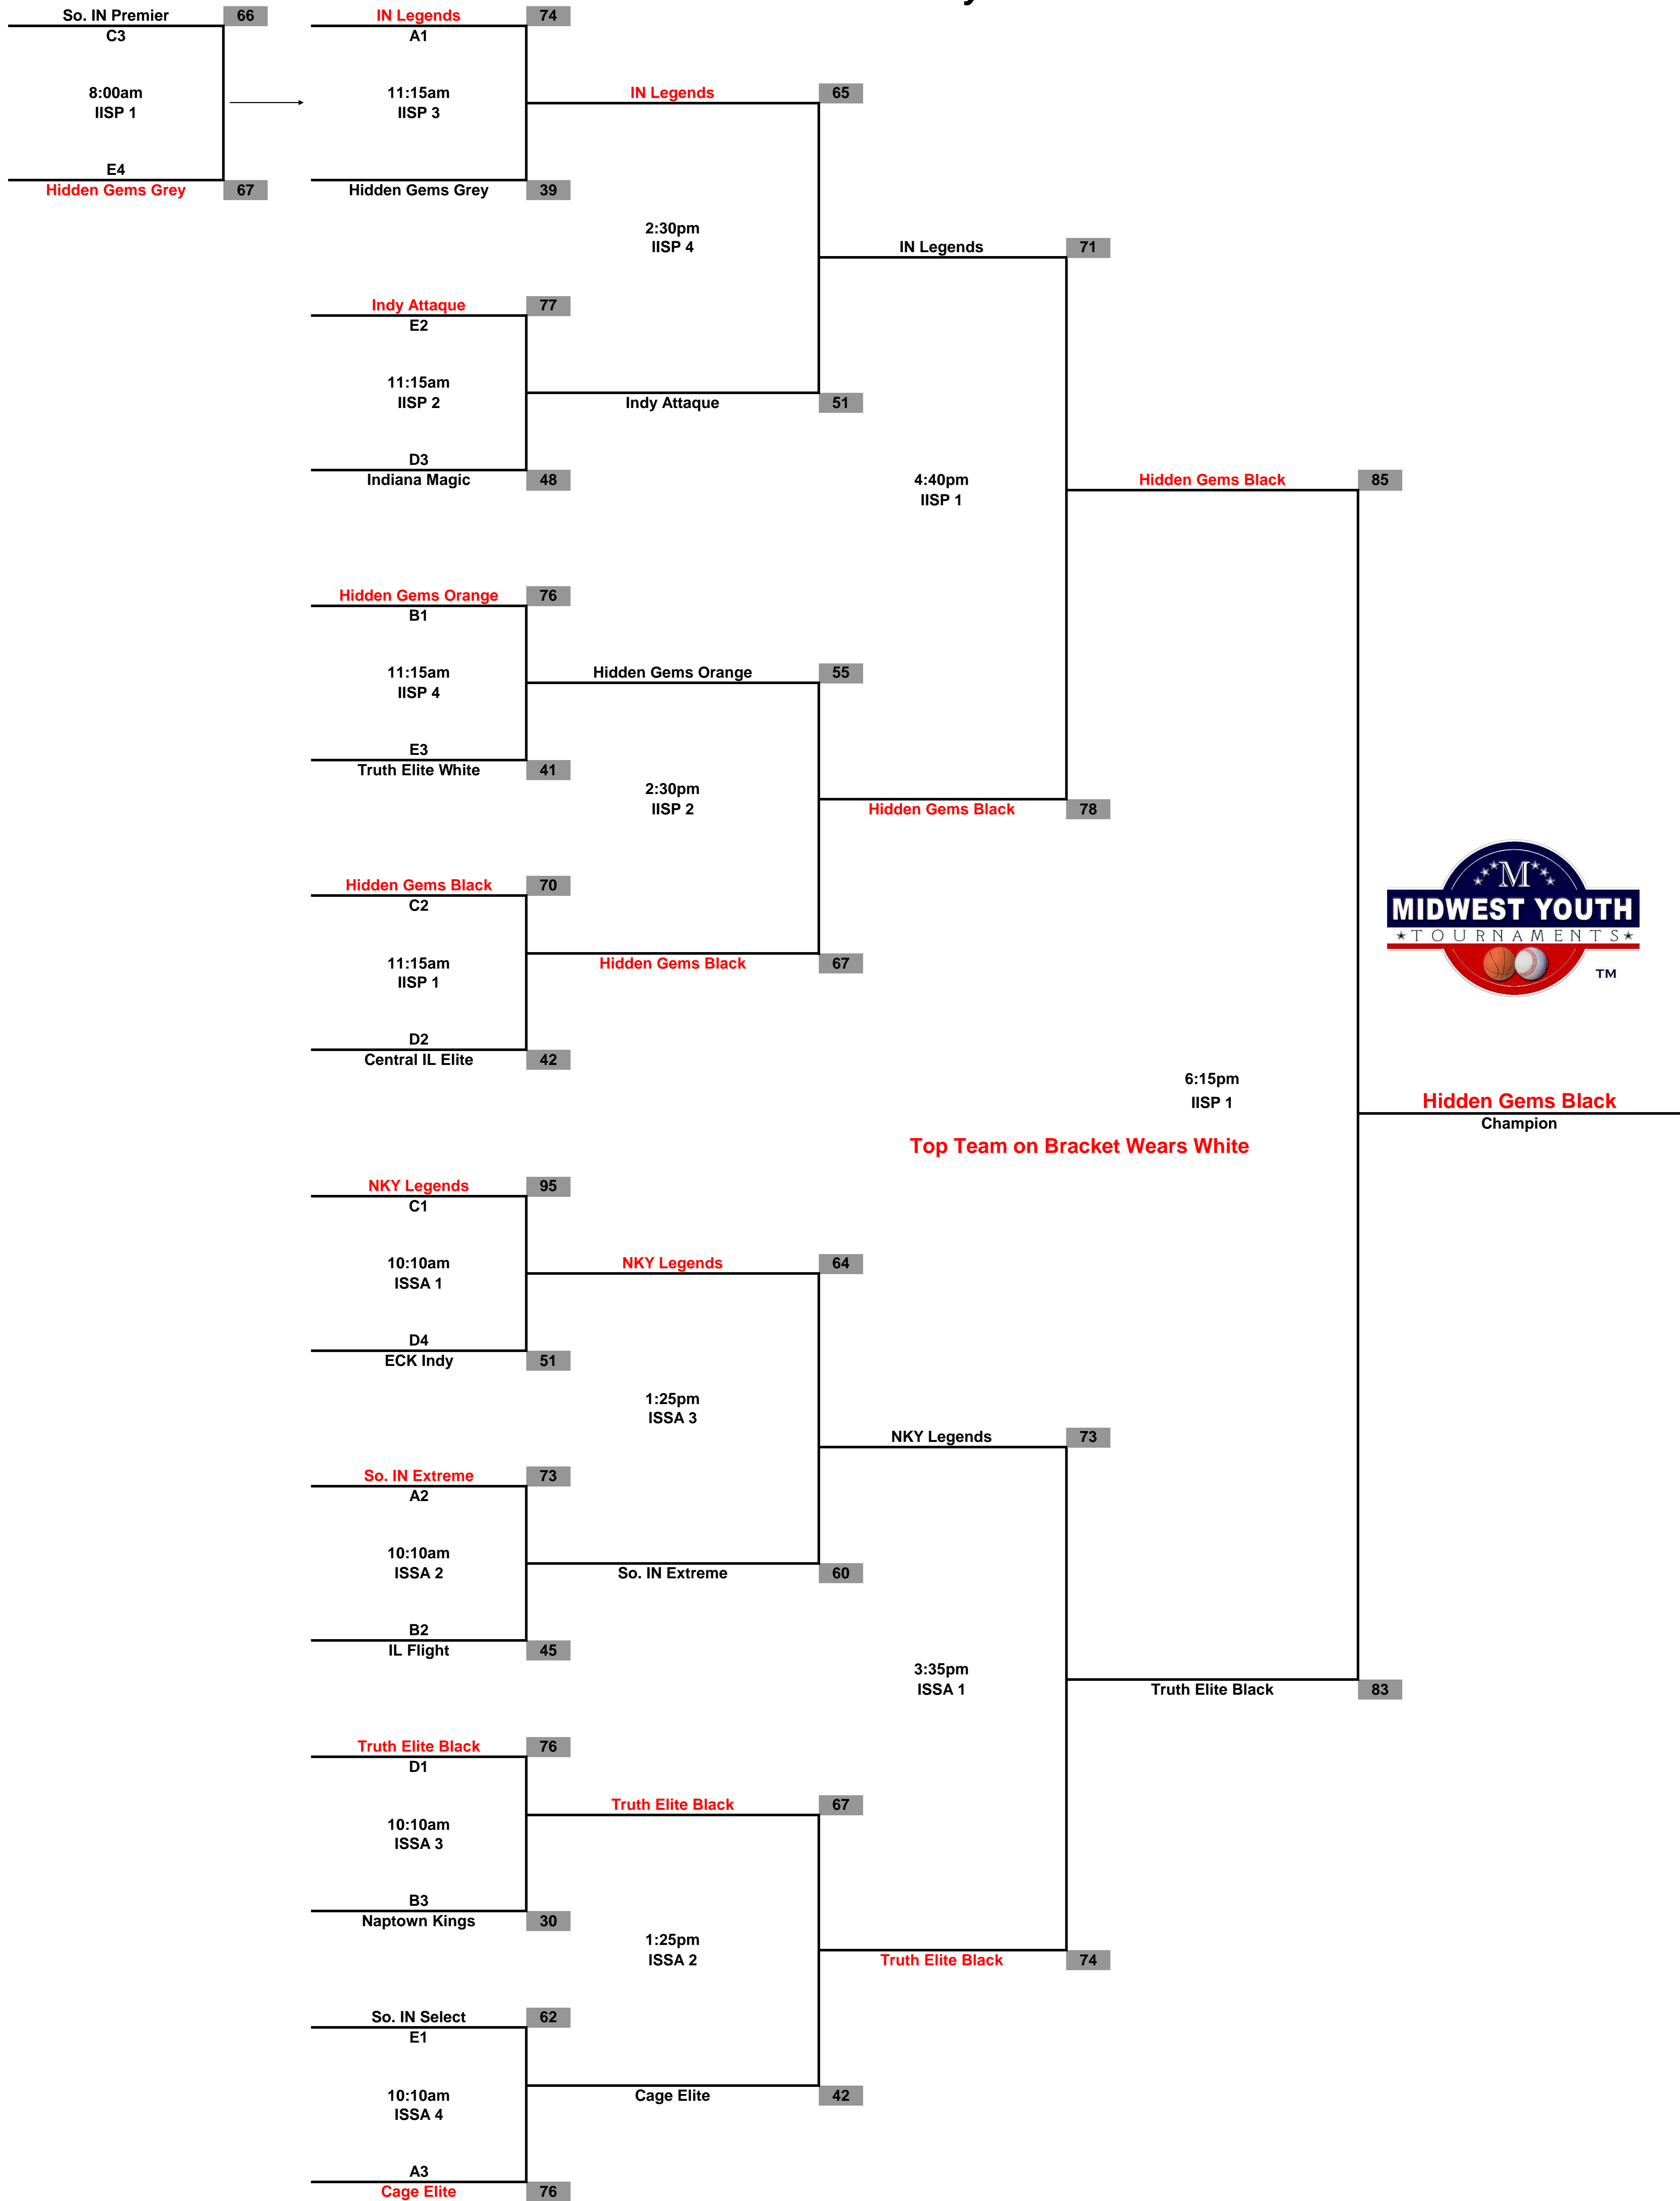 So. IN Premier 66
C3
8:00am
IISP 1
E4
Hidden Gems Grey 67
IN Legends 74
A1
11:15am
IISP 3
Hidden Gems Grey 39
IN Legends 65
2:30pm
IISP 4
Indy Attaque 77
E2
11:15am
IISP 2
D3
Indiana Magic 48
Indy Attaque 51
IN Legends 71
4:40pm
IISP 1
Hidden Gems Orange 76
B1
11:15am
IISP 4
E3
Truth Elite White 41
Hidden Gems Orange 55
2:30pm
IISP 2
Hidden Gems Black 70
C2
11:15am
IISP 1
D2
Central IL Elite 42
Hidden Gems Black 67
Hidden Gems Black 78
Hidden Gems Black 85
M
MIDWEST YOUTH
TOURNAMENTS
TM
6:15pm
IISP 1
Hidden Gems Black
Champion
Top Team on Bracket Wears White
NKY Legends 95
C1
10:10am
ISSA 1
D4
ECK Indy 51
NKY Legends 64
1:25pm
ISSA 3
So. IN Extreme 73
A2
10:10am
ISSA 2
B2
IL Flight 45
So. IN Extreme 60
NKY Legends 73
3:35pm
ISSA 1
Truth Elite Black 83
Truth Elite Black 76
D1
10:10am
ISSA 3
B3
Naptown Kings 30
Truth Elite Black 67
1:25pm
ISSA 2
Truth Elite Black 74
So. IN Select 62
E1
10:10am
ISSA 4
A3
Cage Elite 76
Cage Elite 42